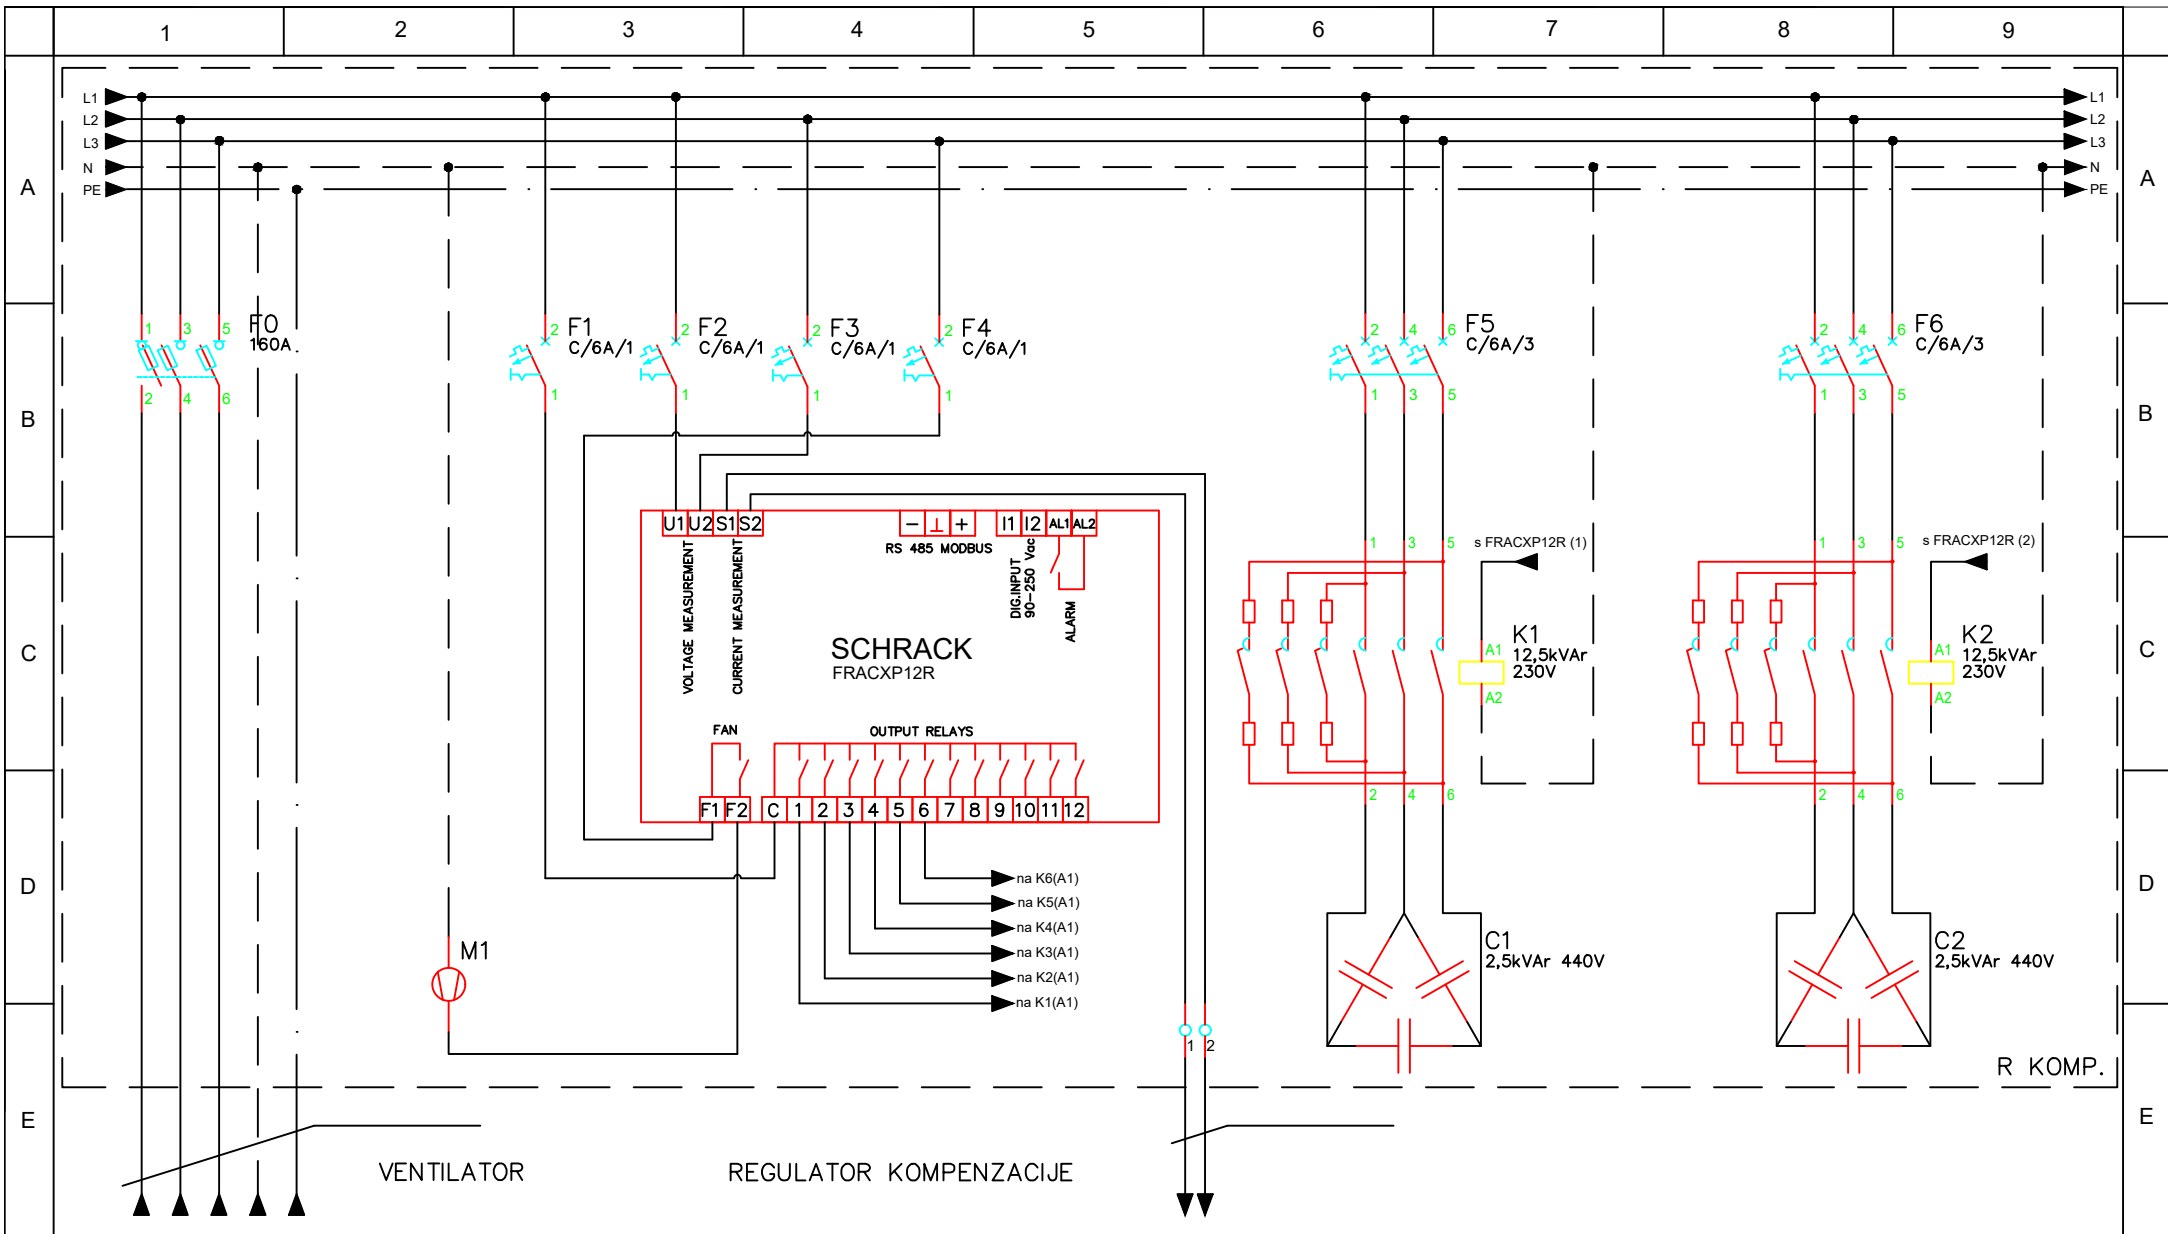 1 2 3 4 5 6 7 8 9
L1 L1
L2 L2
L3 L3
N N
A PE PE A
1 3 5 F0
160A
2 4 6
2 F1
C/6A/1
1
2 F2
C/6A/1
1
2 F3
C/6A/1
1
2 F4
C/6A/1
1
2 4 6 F5
C/6A/3
1 3 5
2 4 6 F6
C/6A/3
1 3 5
B B
U1 U2 S1 S2 − ⊥ + I1 I2 AL1 AL2
RS 485 MODBUS
VOLTAGE MEASUREMENT
CURRENT MEASUREMENT
DIG.INPUT
90-250 Vac
ALARM
SCHRACK
FRACXP12R
FAN OUTPUT RELAYS
F1 F2 C 1 2 3 4 5 6 7 8 9 10 11 12
1 3 5 s FRACXP12R (1)
A1 K1
12,5kVAr
230V
A2
2 4 6
1 3 5 s FRACXP12R (2)
A1 K2
12,5kVAr
230V
A2
2 4 6
C C
na K6(A1)
na K5(A1)
na K4(A1)
na K3(A1)
na K2(A1)
na K1(A1)
D D
M1
C1
2,5kVAr 440V
C2
2,5kVAr 440V
1 2
R KOMP.
E E
VENTILATOR REGULATOR KOMPENZACIJE